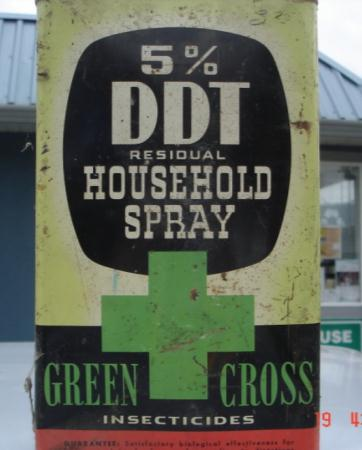 5%
DDT
RESIDUAL
HOUSEHOLD
SPRAY
GREEN CROSS
INSECTICIDES
GUARANTEE: Satisfactory biological effectiveness for
USE